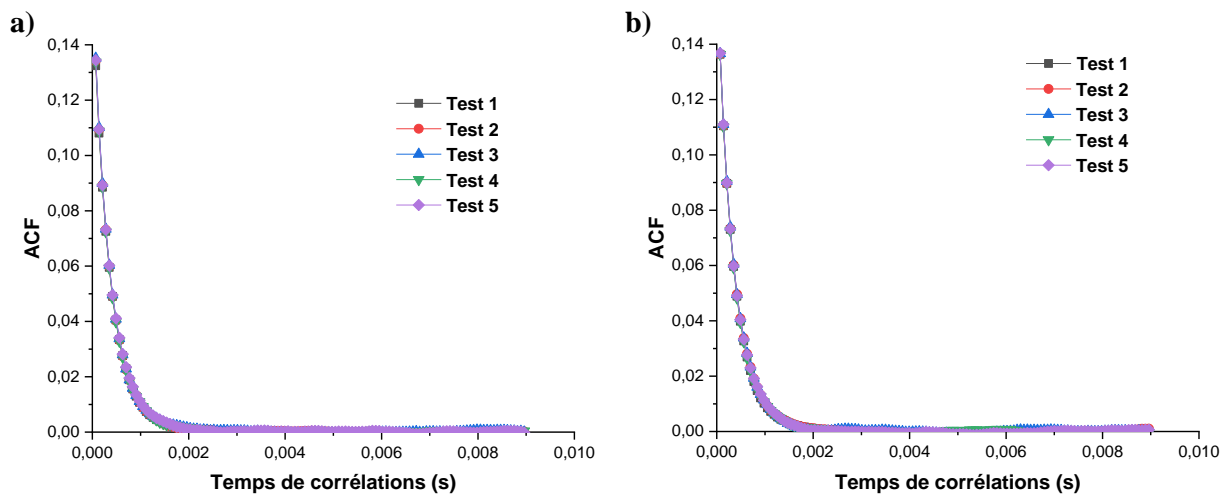 a)
0,14
0,12
0,10
0,08
0,06
0,04
0,02
0,00
ACF
Test 1
Test 2
Test 3
Test 4
Test 5
0,000
0,002
0,004
0,006
0,008
0,010
Temps de corrélations (s)
b)
0,14
0,12
0,10
0,08
0,06
0,04
0,02
0,00
ACF
Test 1
Test 2
Test 3
Test 4
Test 5
0,000
0,002
0,004
0,006
0,008
0,010
Temps de corrélations (s)